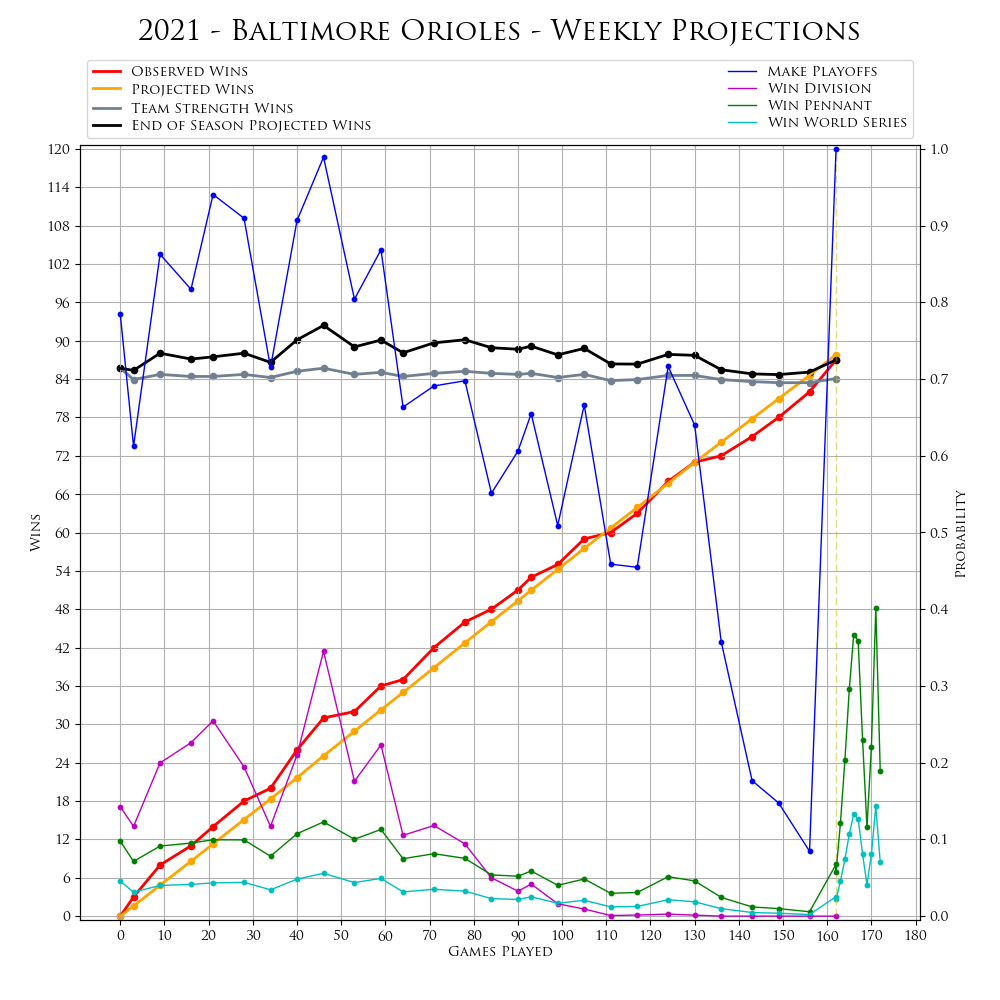 2021 - Baltimore Orioles - Weekly Projections
Observed Wins
Projected Wins
Team Strength Wins
End of Season Projected Wins
Make Playoffs
Win Division
Win Pennant
Win World Series
120
114
108
102
96
90
84
78
72
66
60
54
48
42
36
30
24
18
12
6
0
Wins
1.0
0.9
0.8
0.7
0.6
0.5
0.4
0.3
0.2
0.1
0.0
Probability
0 10 20 30 40 50 60 70 80 90 100 110 120 130 140 150 160 170 180
Games Played